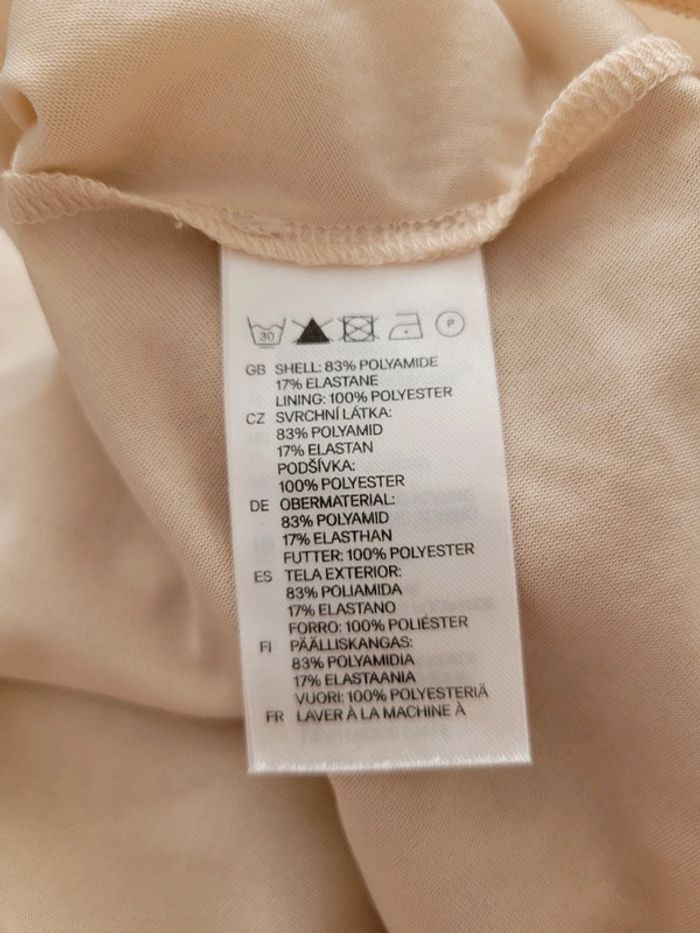 30 P
GB SHELL: 83% POLYAMIDE
17% ELASTANE
LINING: 100% POLYESTER
CZ SVRCHNÍ LÁTKA:
83% POLYAMID
17% ELASTAN
PODŠÍVKA:
100% POLYESTER
DE OBERMATERIAL:
83% POLYAMID
17% ELASTHAN
FUTTER: 100% POLYESTER
ES TELA EXTERIOR:
83% POLIAMIDA
17% ELASTANO
FORRO: 100% POLIÉSTER
FI PÄÄLLISKANGAS:
83% POLYAMIDIA
17% ELASTAANIA
VUORI: 100% POLYESTERIÄ
FR LAVER À LA MACHINE À